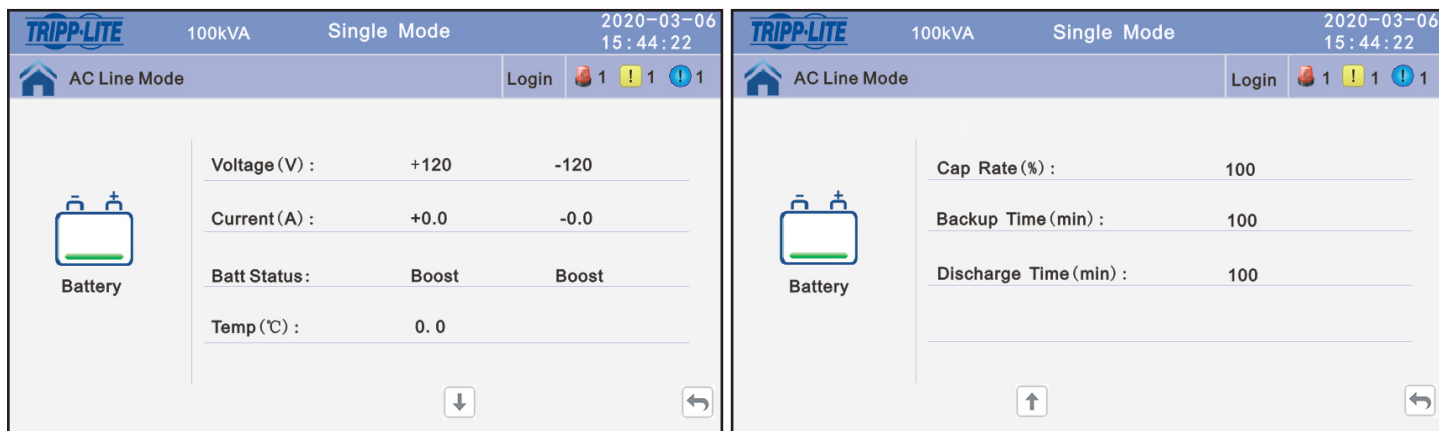 TRIPP·LITE 100kVA Single Mode 2020-03-06
15:44:22
AC Line Mode Login 1 ! 1 ! 1
Voltage(V): +120 -120
Current(A): +0.0 -0.0
Batt Status: Boost Boost
Battery
Temp(℃): 0.0
TRIPP·LITE 100kVA Single Mode 2020-03-06
15:44:22
AC Line Mode Login 1 ! 1 ! 1
Cap Rate(%): 100
Backup Time(min): 100
Discharge Time(min): 100
Battery